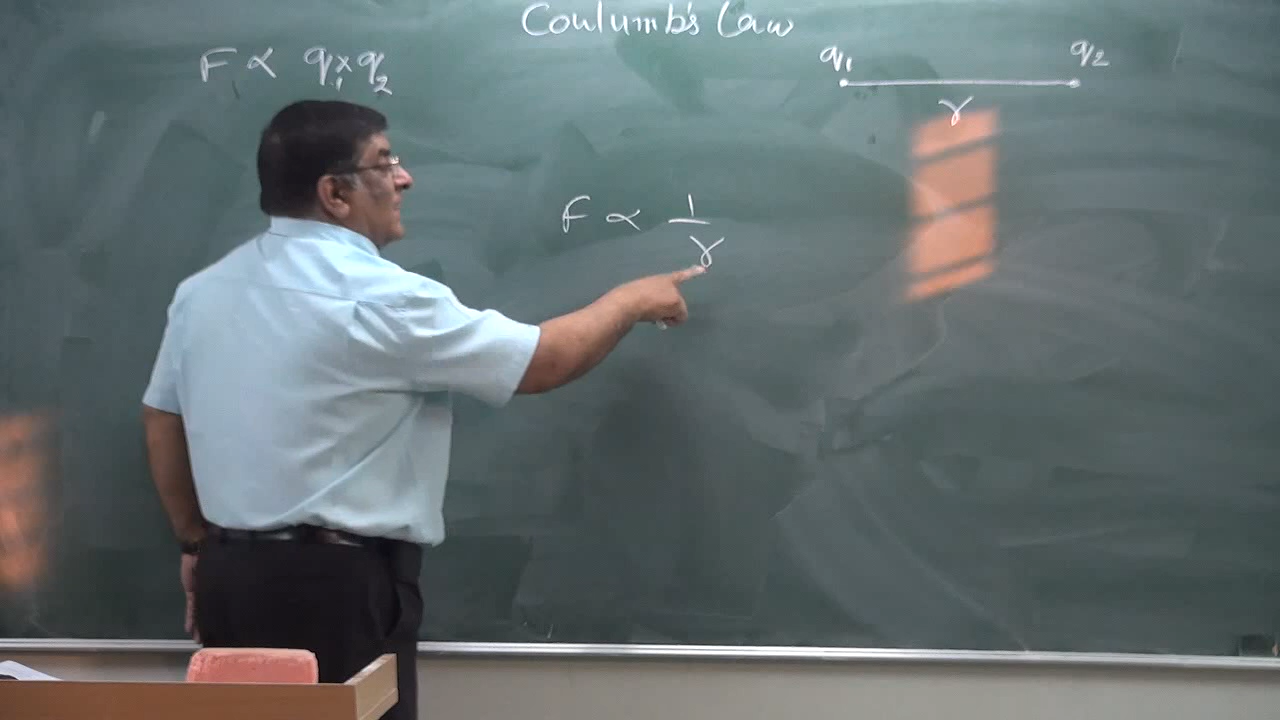 Coulumb's Law
F ∝ q₁ × q₂
q₁ q₂
r
F ∝ 1/r